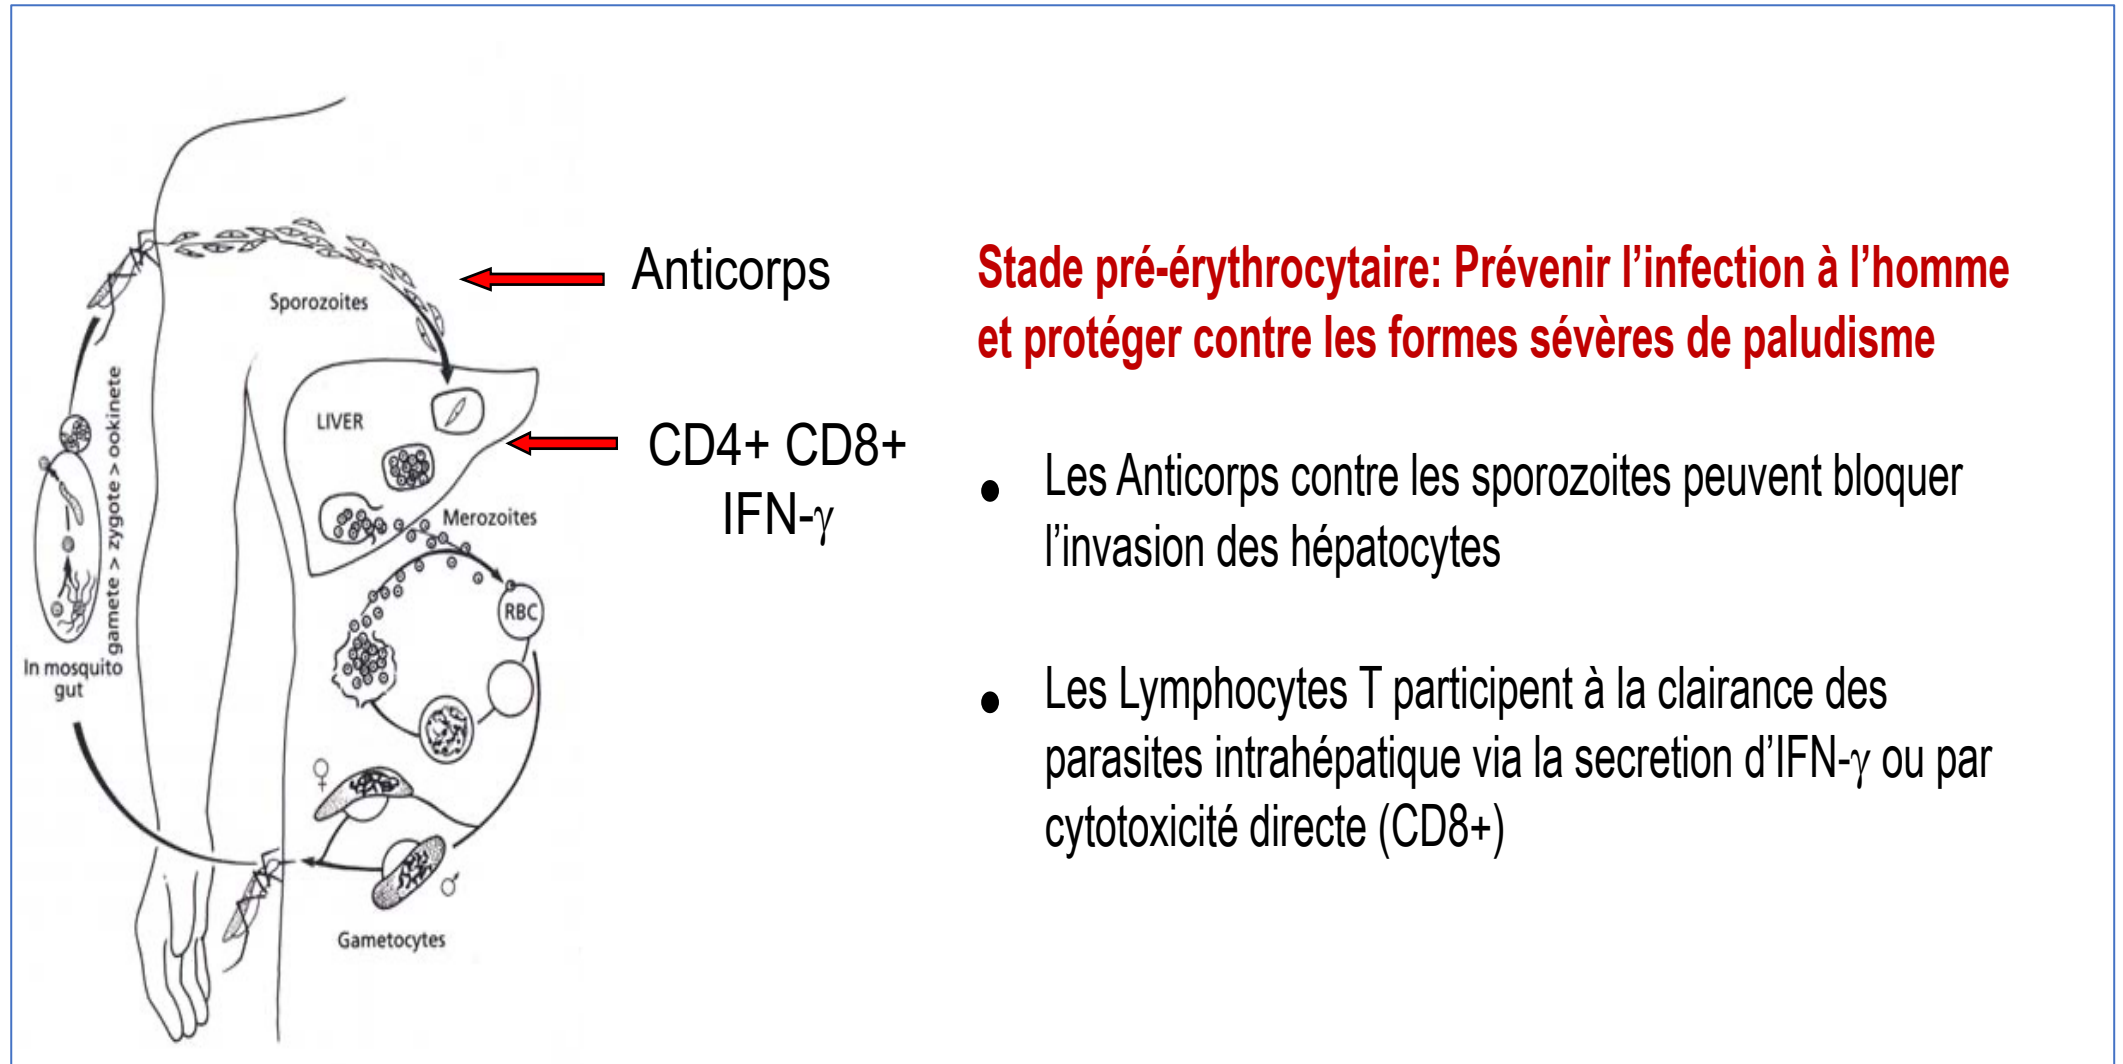 Sporozoites
LIVER
Merozoites
RBC
gamete > zygote > ookinete
In mosquito
gut
♀
♂
Gametocytes
Anticorps
CD4+ CD8+
IFN-γ
Stade pré-érythrocytaire: Prévenir l’infection à l’homme
et protéger contre les formes sévères de paludisme
● Les Anticorps contre les sporozoites peuvent bloquer
l’invasion des hépatocytes
● Les Lymphocytes T participent à la clairance des
parasites intrahépatique via la secretion d’IFN-γ ou par
cytotoxicité directe (CD8+)